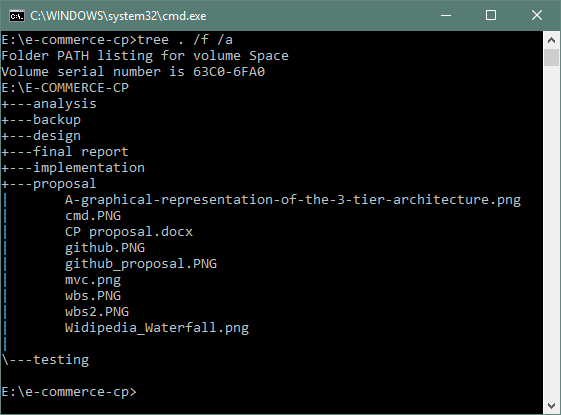 C:\WINDOWS\system32\cmd.exe
E:\e-commerce-cp>tree . /f /a
Folder PATH listing for volume Space
Volume serial number is 63C0-6FA0
E:\E-COMMERCE-CP
+---analysis
+---backup
+---design
+---final report
+---implementation
+---proposal
|       A-graphical-representation-of-the-3-tier-architecture.png
|       cmd.PNG
|       CP proposal.docx
|       github.PNG
|       github_proposal.PNG
|       mvc.png
|       wbs.PNG
|       wbs2.PNG
|       Widipedia_Waterfall.png
|
\---testing
E:\e-commerce-cp>